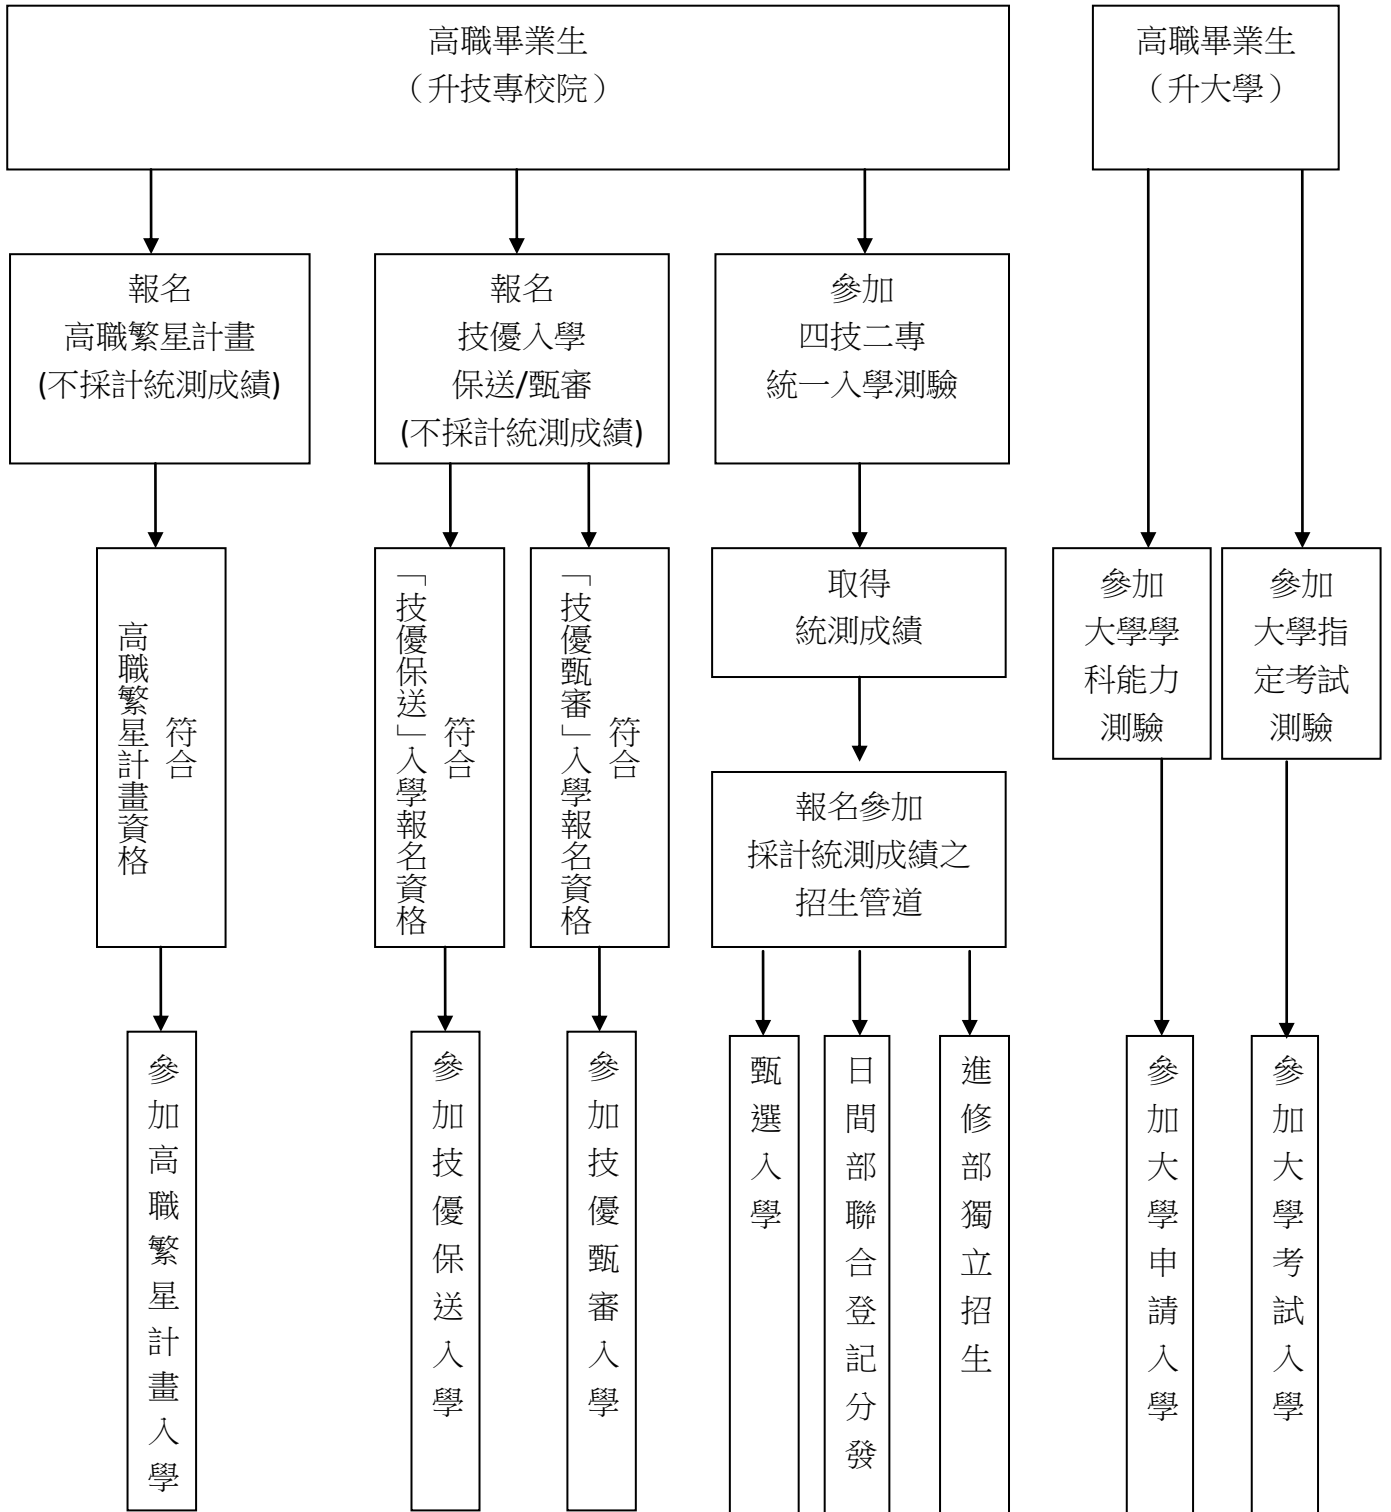 高職畢業生
（升技專校院）
高職畢業生
（升大學）
報名
高職繁星計畫
(不採計統測成績)
報名
技優入學
保送/甄審
(不採計統測成績)
參加
四技二專
統一入學測驗
符合
高職繁星計畫資格
符合
「技優保送」入學報名資格
符合
「技優甄審」入學報名資格
取得
統測成績
報名參加
採計統測成績之
招生管道
參加
大學學
科能力
測驗
參加
大學指
定考試
測驗
參加高職繁星計畫入學
參加技優保送入學
參加技優甄審入學
甄選入學
日間部聯合登記分發
進修部獨立招生
參加大學申請入學
參加大學考試入學